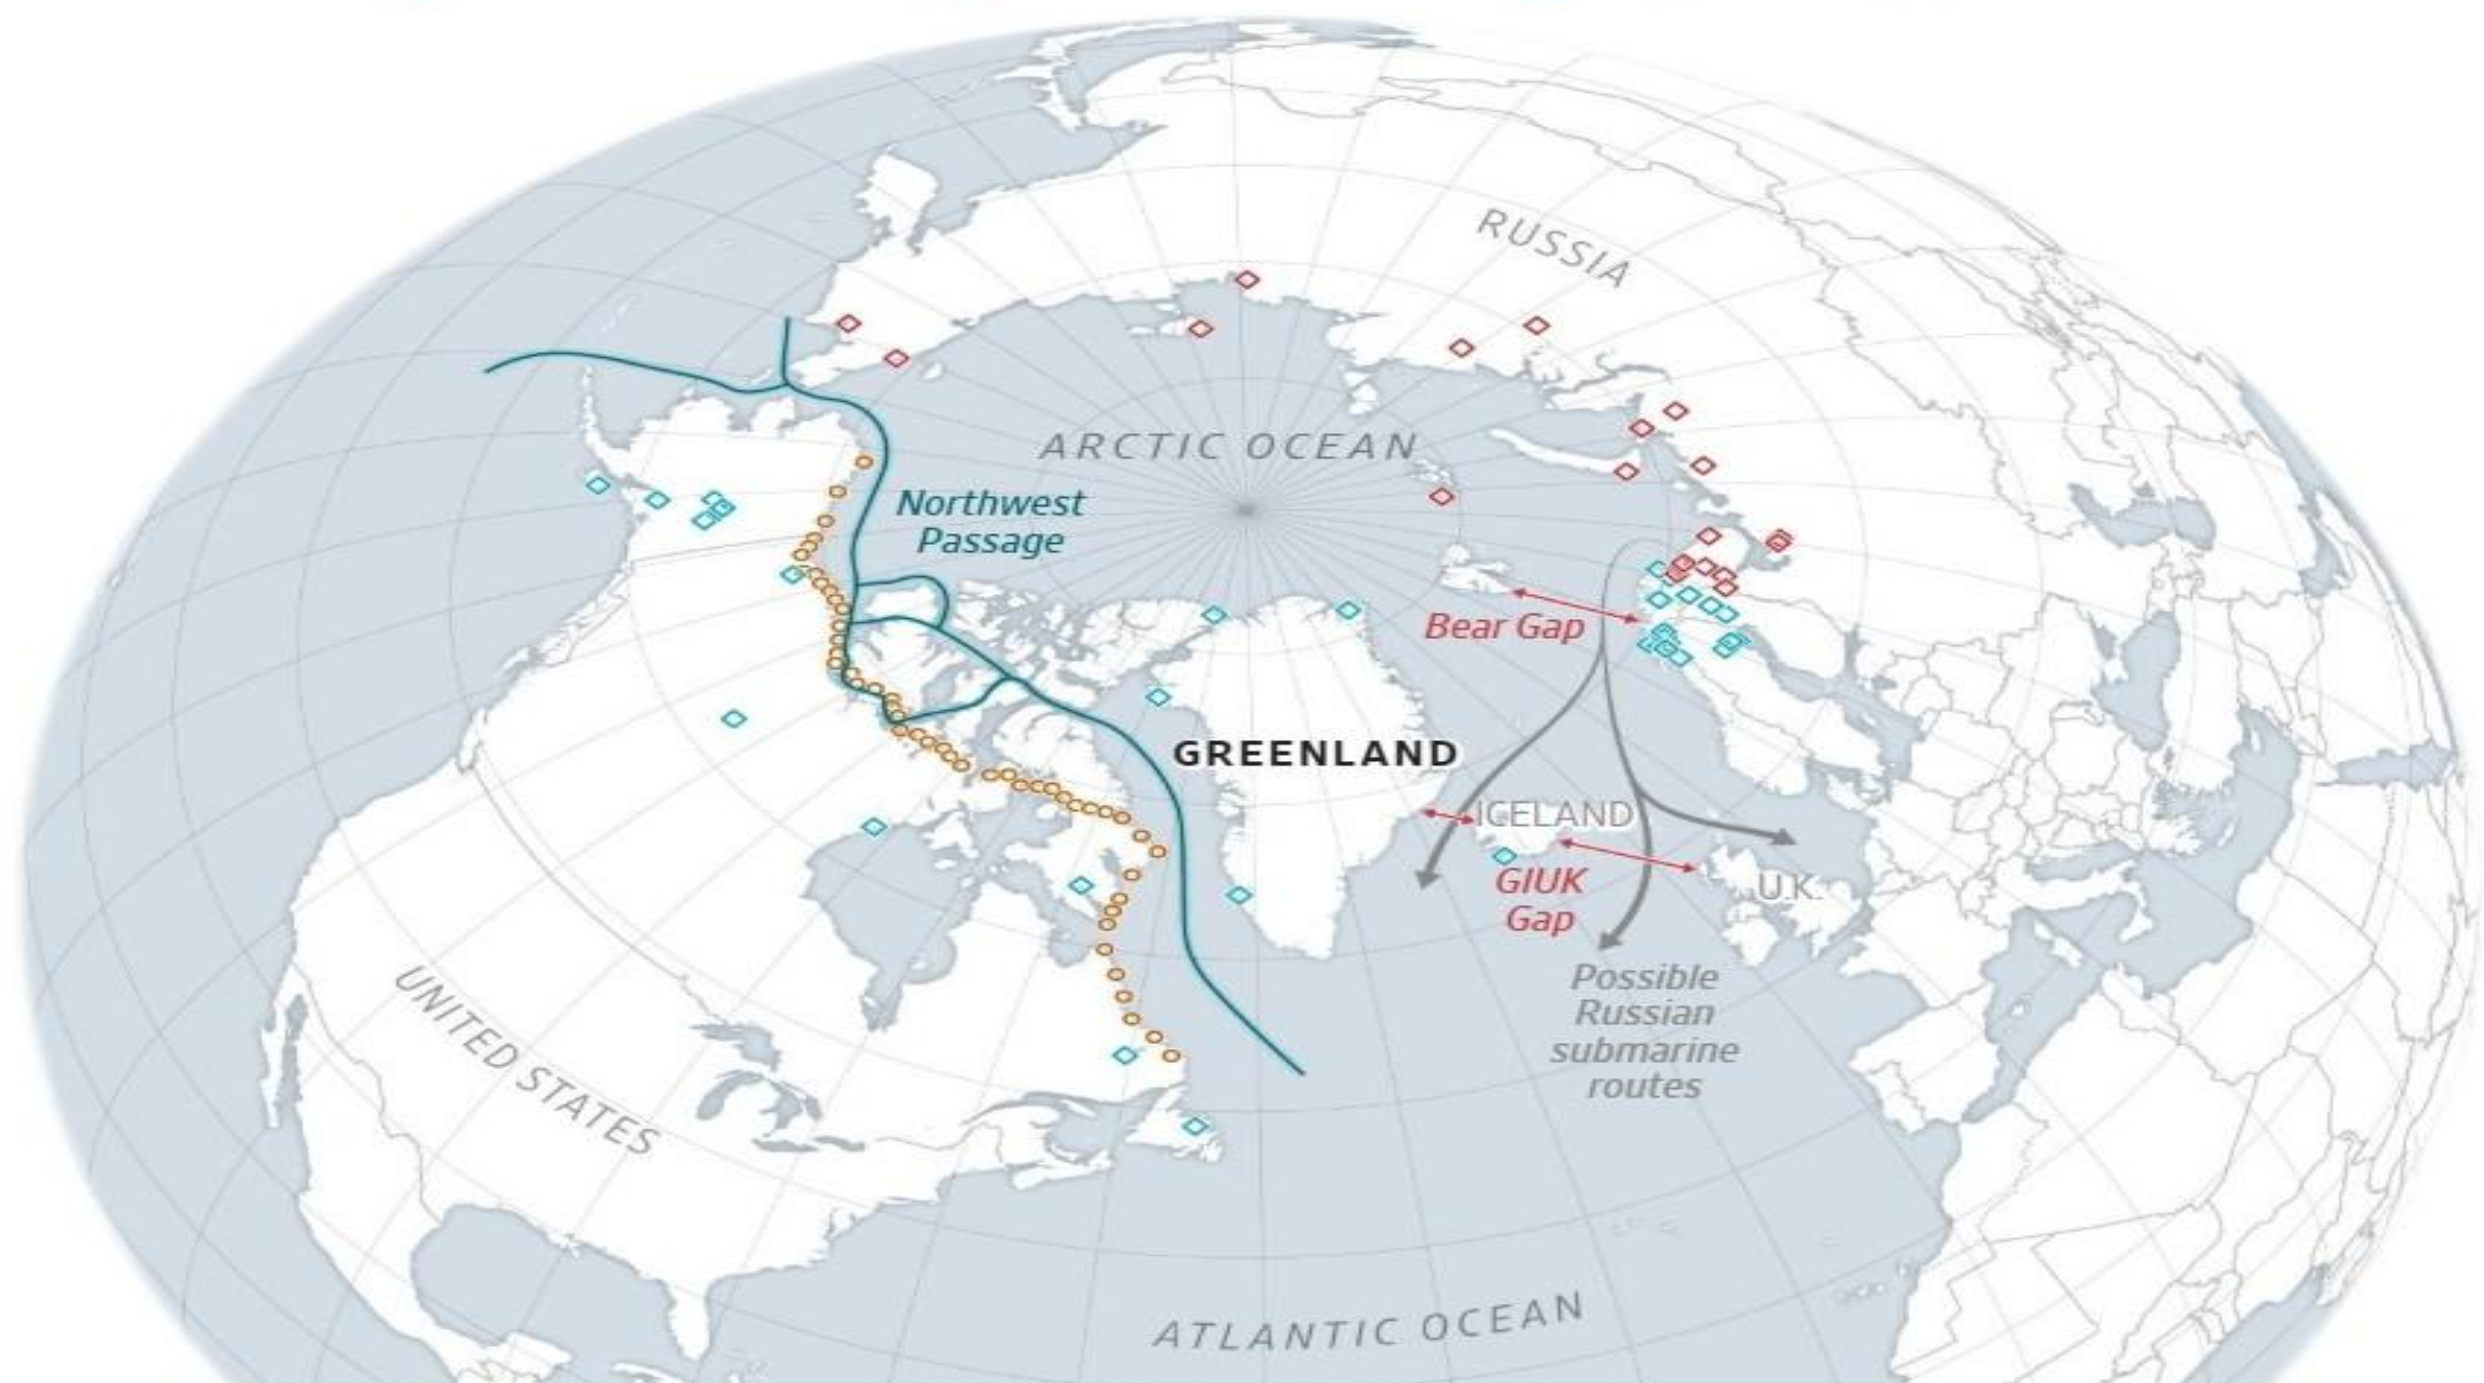 RUSSIA
ARCTIC OCEAN
Northwest
Passage
Bear Gap
GREENLAND
ICELAND
GIUK
Gap
U.K.
Possible
Russian
submarine
routes
UNITED STATES
ATLANTIC OCEAN